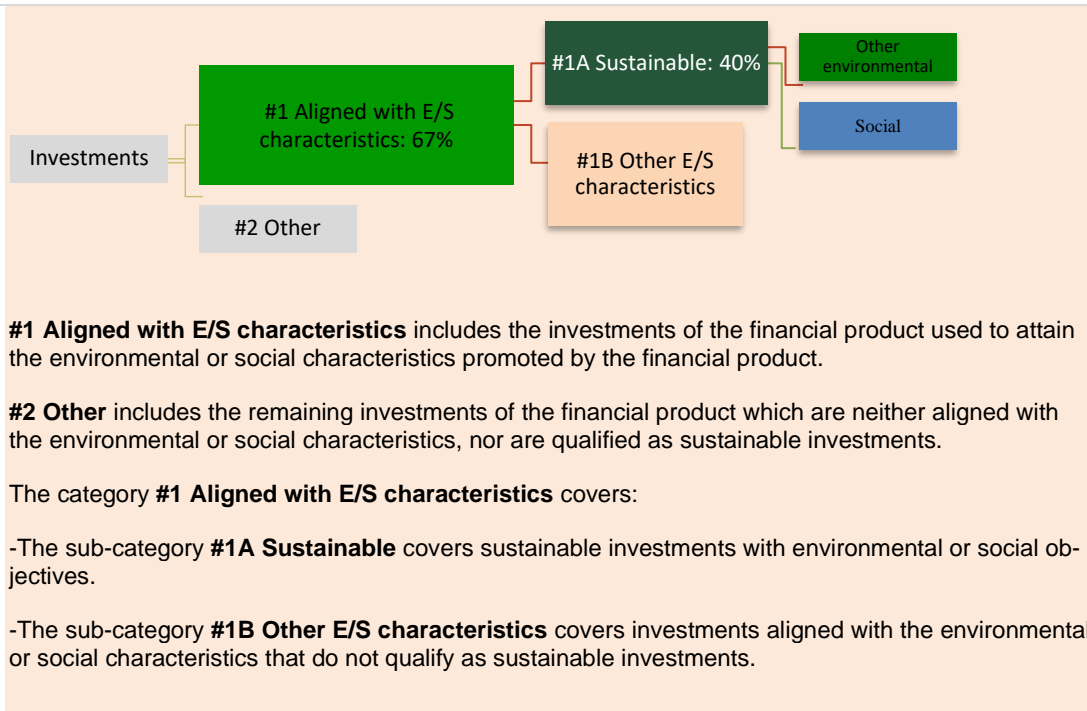 #1A Sustainable: 40%
Other
environmental
#1 Aligned with E/S
characteristics: 67%
Social
Investments
#1B Other E/S
characteristics
#2 Other
#1 Aligned with E/S characteristics includes the investments of the financial product used to attain
the environmental or social characteristics promoted by the financial product.
#2 Other includes the remaining investments of the financial product which are neither aligned with
the environmental or social characteristics, nor are qualified as sustainable investments.
The category #1 Aligned with E/S characteristics covers:
-The sub-category #1A Sustainable covers sustainable investments with environmental or social ob-
jectives.
-The sub-category #1B Other E/S characteristics covers investments aligned with the environmental
or social characteristics that do not qualify as sustainable investments.